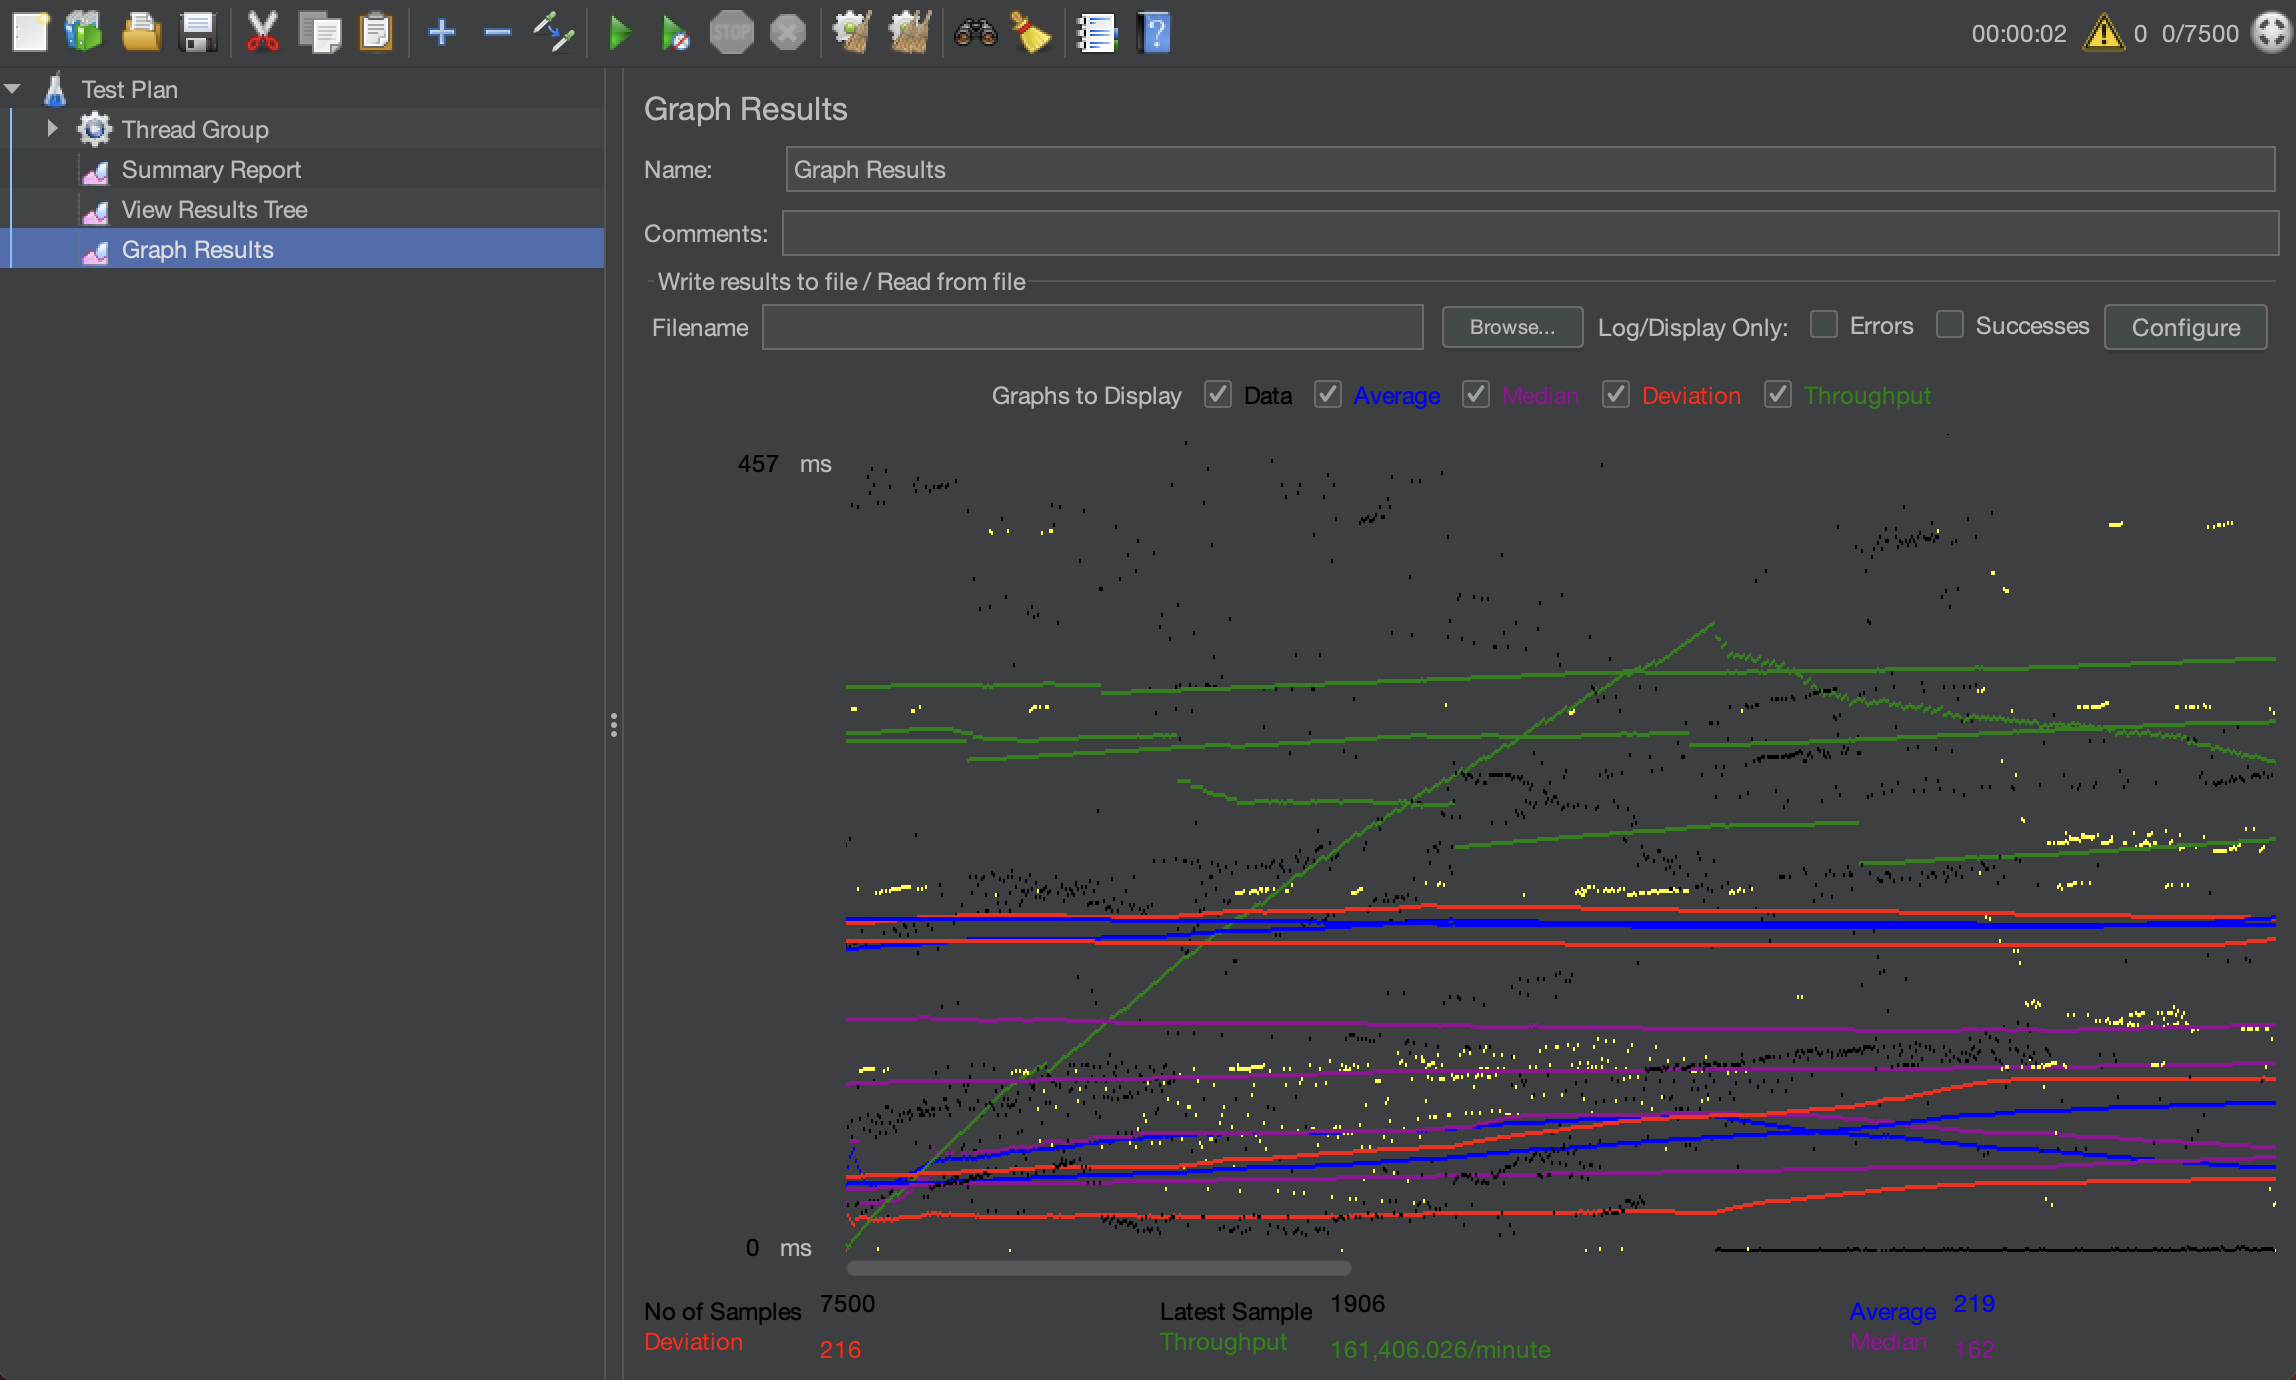 STOP
00:00:02 0 0/7500
Test Plan
Thread Group
Summary Report
View Results Tree
Graph Results
Graph Results
Name: Graph Results
Comments:
Write results to file / Read from file
Filename Browse... Log/Display Only: Errors Successes Configure
Graphs to Display Data Average Median Deviation Throughput
457 ms
0 ms
No of Samples 7500 Latest Sample 1906 Average 219
Deviation 216 Throughput 161,406.026/minute Median 162